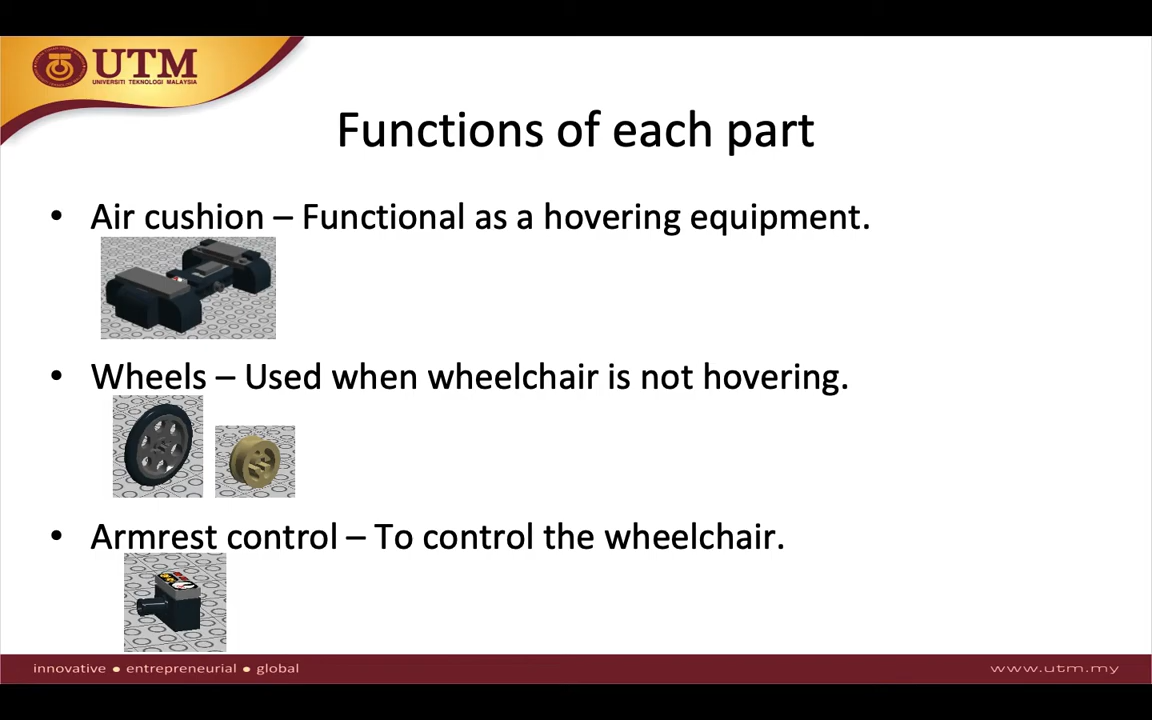 UTM
UNIVERSITI TEKNOLOGI MALAYSIA
Functions of each part
• Air cushion – Functional as a hovering equipment.
• Wheels – Used when wheelchair is not hovering.
• Armrest control – To control the wheelchair.
innovative ● entrepreneurial ● global
www.utm.my